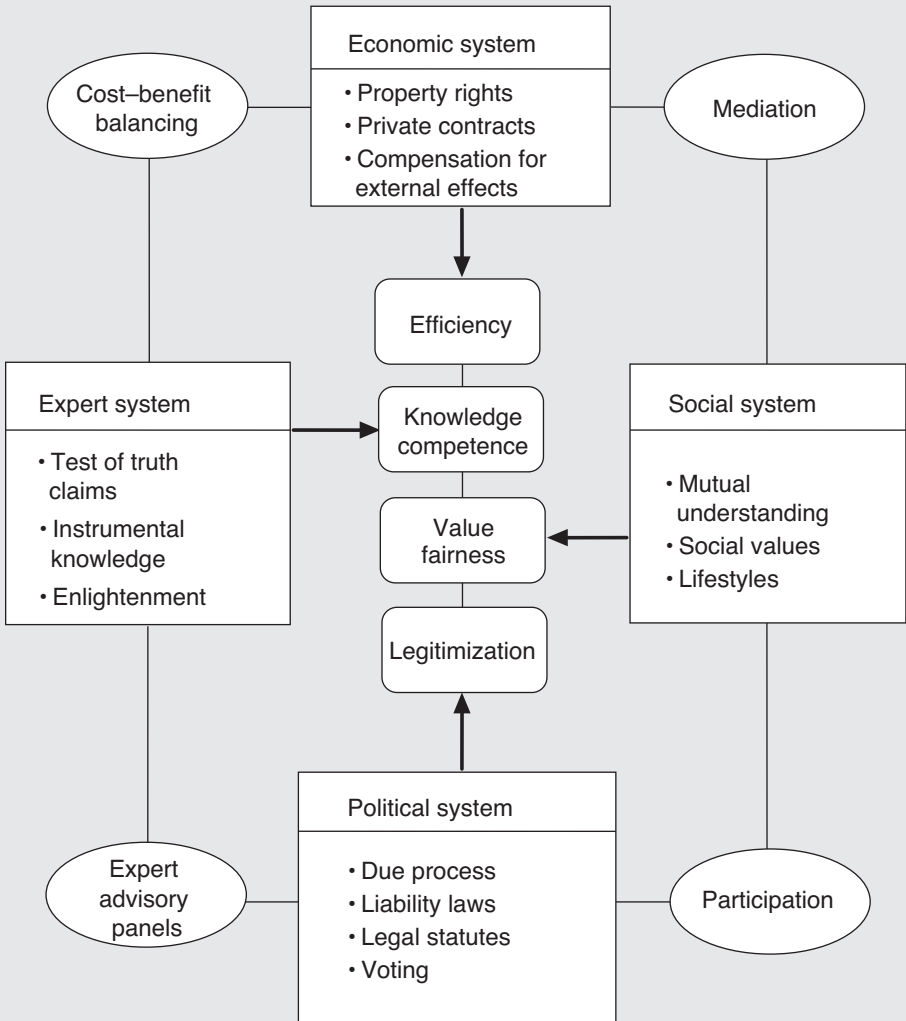 Economic system
• Property rights
• Private contracts
• Compensation for
external effects
Cost–benefit
balancing
Mediation
Efficiency
Knowledge
competence
Value
fairness
Legitimization
Expert system
• Test of truth
claims
• Instrumental
knowledge
• Enlightenment
Social system
• Mutual
understanding
• Social values
• Lifestyles
Political system
• Due process
• Liability laws
• Legal statutes
• Voting
Expert
advisory
panels
Participation